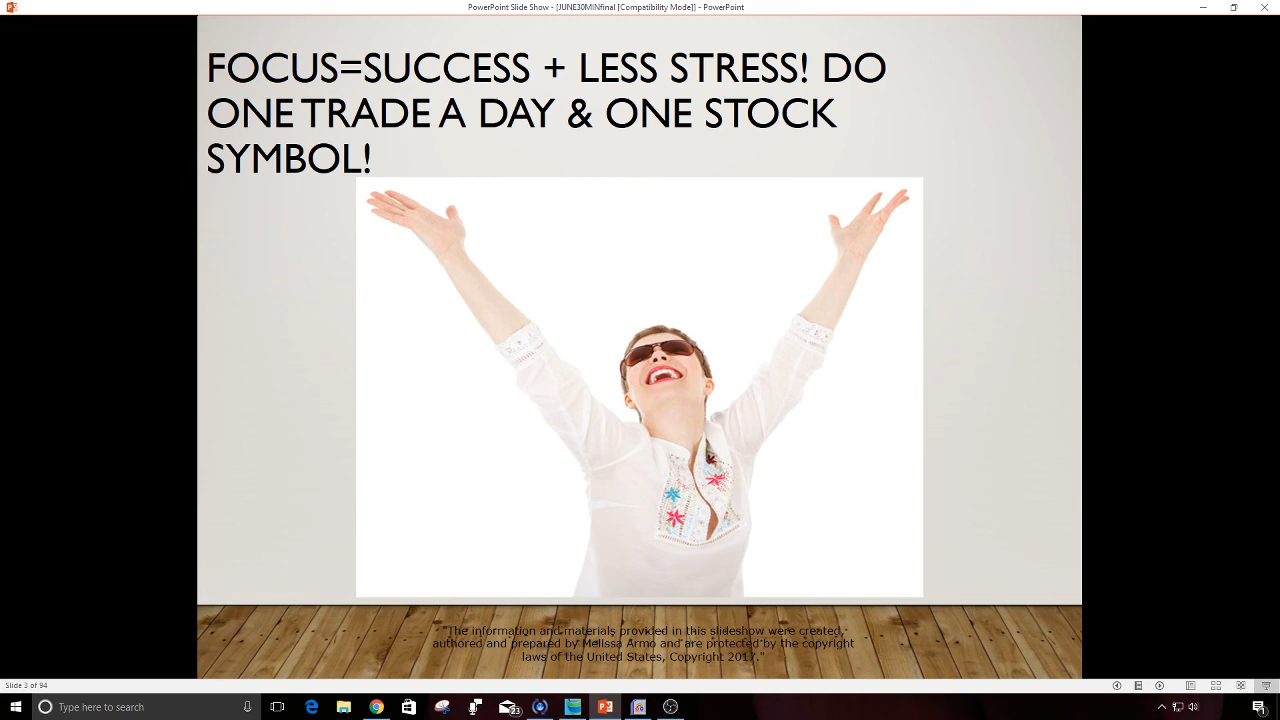 PowerPoint Slide Show - [JUNE30MINfinal [Compatibility Mode]] - PowerPoint
FOCUS=SUCCESS + LESS STRESS! DO
ONE TRADE A DAY & ONE STOCK
SYMBOL!
"The information and materials provided in this slideshow were created,
authored and prepared by Melissa Armo and are protected by the copyright
laws of the United States, Copyright 2017."
Slide 3 of 94
Type here to search
23
1